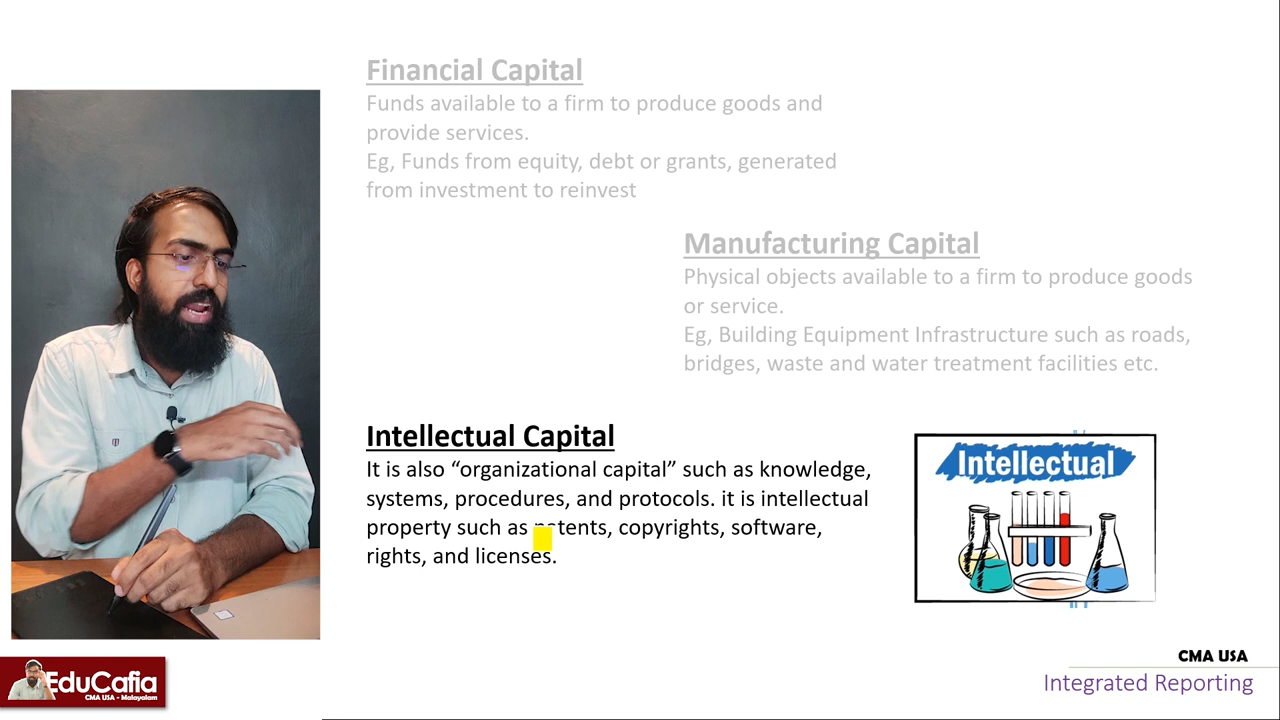 Financial Capital
Funds available to a firm to produce goods and
provide services.
Eg, Funds from equity, debt or grants, generated
from investment to reinvest
Manufacturing Capital
Physical objects available to a firm to produce goods
or service.
Eg, Building Equipment Infrastructure such as roads,
bridges, waste and water treatment facilities etc.
Intellectual Capital
It is also “organizational capital” such as knowledge,
systems, procedures, and protocols. it is intellectual
property such as patents, copyrights, software,
rights, and licenses.
Intellectual
EduCafia
CMA USA - Malayalam
CMA USA
Integrated Reporting